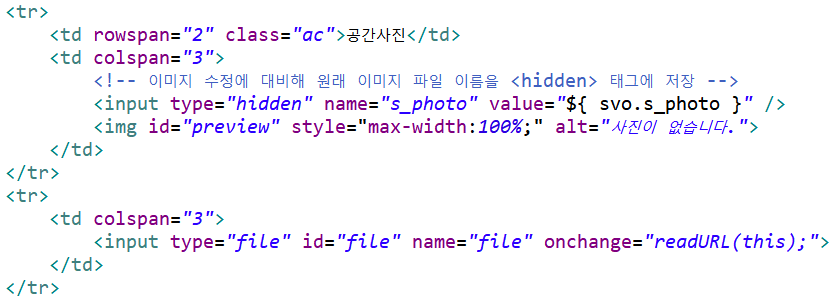 <tr>
    <td rowspan="2" class="ac">공간사진</td>
    <td colspan="3">
        <!-- 이미지 수정에 대비해 원래 이미지 파일 이름을 <hidden> 태그에 저장 -->
        <input type="hidden" name="s_photo" value="${ svo.s_photo }" />
        <img id="preview" style="max-width:100%;" alt="사진이 없습니다.">
    </td>
</tr>
<tr>
    <td colspan="3">
        <input type="file" id="file" name="file" onchange="readURL(this);">
    </td>
</tr>